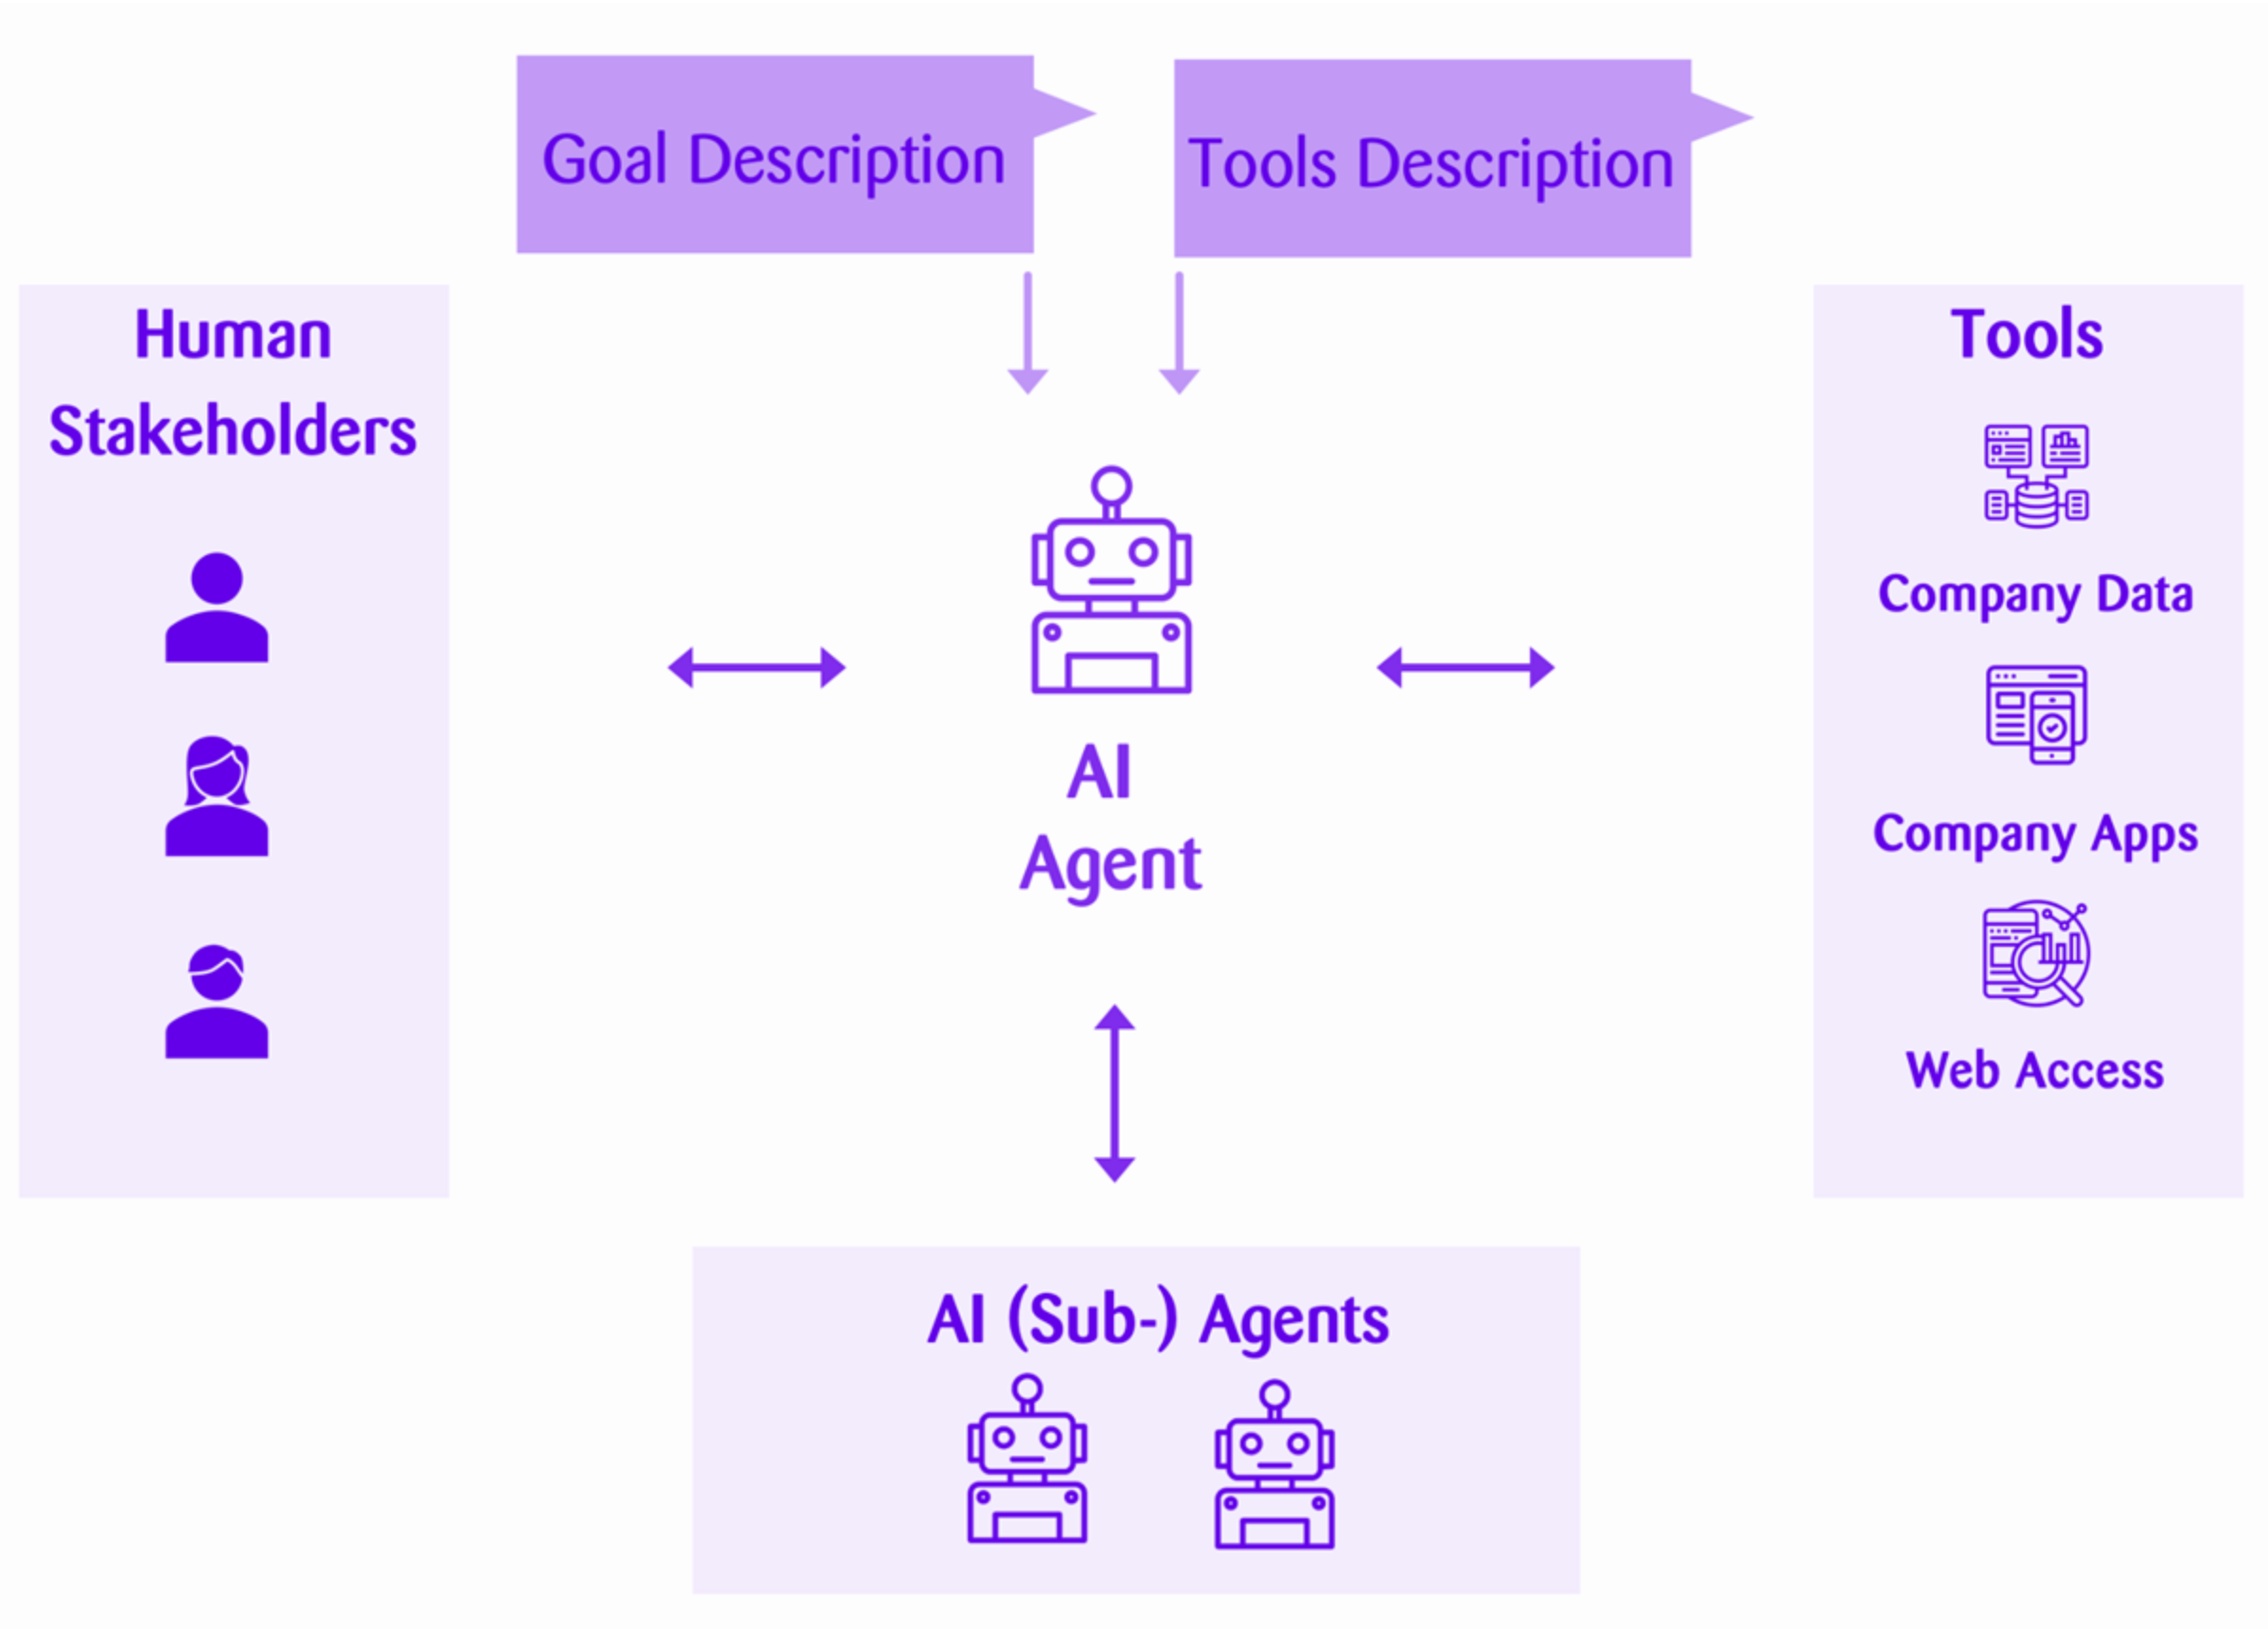 Goal Description
Tools Description
Human
Stakeholders
AI
Agent
Tools
Company Data
Company Apps
Web Access
AI (Sub-) Agents